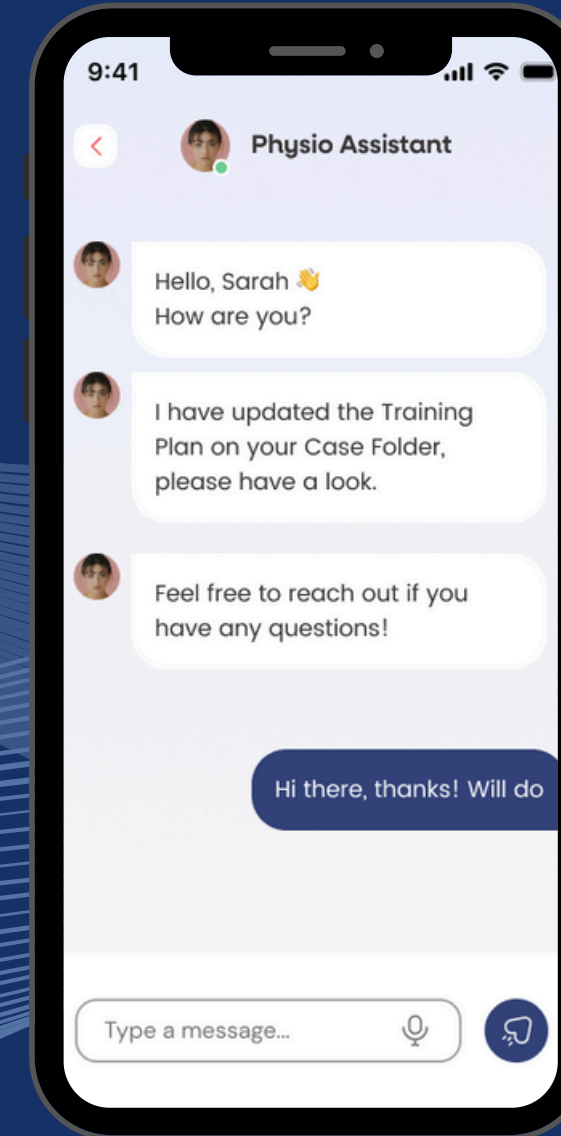 9:41
Physio Assistant
Hello, Sarah 👋
How are you?
I have updated the Training
Plan on your Case Folder,
please have a look.
Feel free to reach out if you
have any questions!
Hi there, thanks! Will do
Type a message...